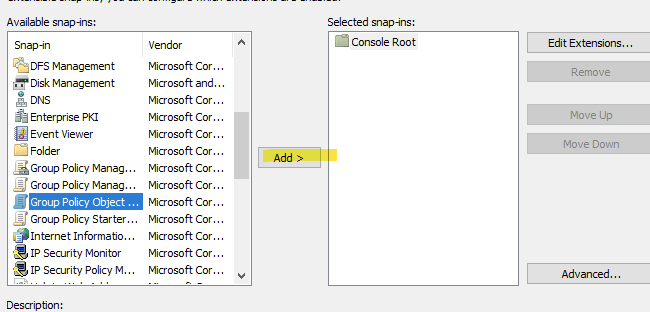 Available snap-ins:
Selected snap-ins:
Snap-in Vendor
DFS Management Microsoft Cor...
Disk Management Microsoft and...
DNS Microsoft Cor...
Enterprise PKI Microsoft Cor...
Event Viewer Microsoft Cor...
Folder Microsoft Cor...
Group Policy Manag... Microsoft Cor...
Group Policy Manag... Microsoft Cor...
Group Policy Object ... Microsoft Cor...
Group Policy Starter... Microsoft Cor...
Internet Informatio... Microsoft Cor...
IP Security Monitor Microsoft Cor...
IP Security Policy M... Microsoft Cor...
Add >
Console Root
Edit Extensions...
Remove
Move Up
Move Down
Advanced...
Description: